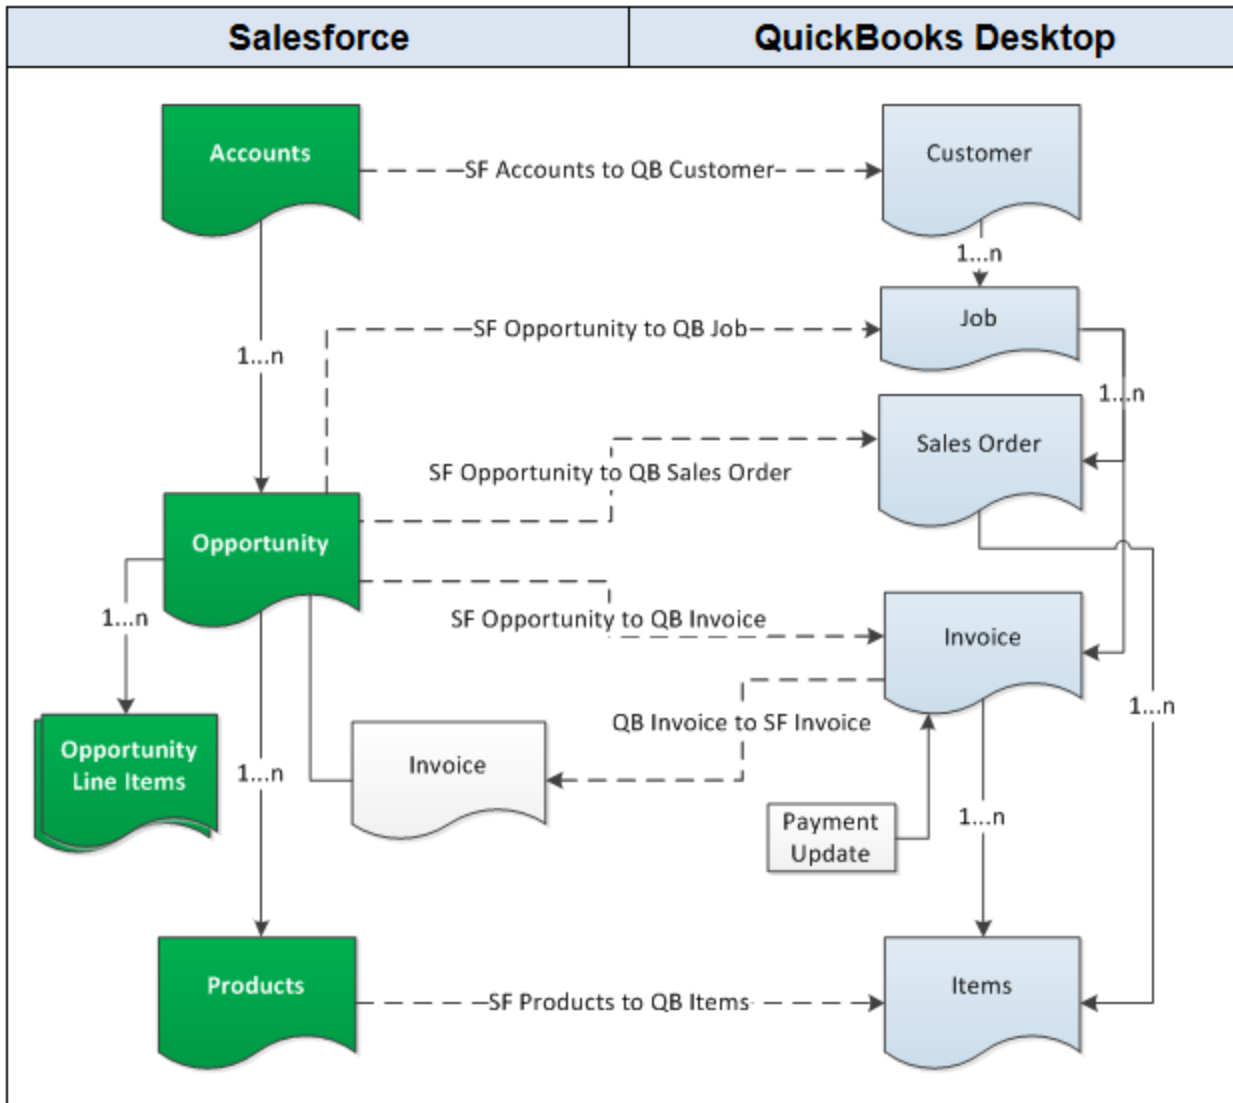 Salesforce
QuickBooks Desktop
Accounts
SF Accounts to QB Customer
Customer
1...n
Job
SF Opportunity to QB Job
1...n
1...n
Sales Order
SF Opportunity to QB Sales Order
Opportunity
1...n
SF Opportunity to QB Invoice
Invoice
1...n
QB Invoice to SF Invoice
Opportunity
Line Items
1...n
Invoice
Payment
Update
1...n
Products
SF Products to QB Items
Items